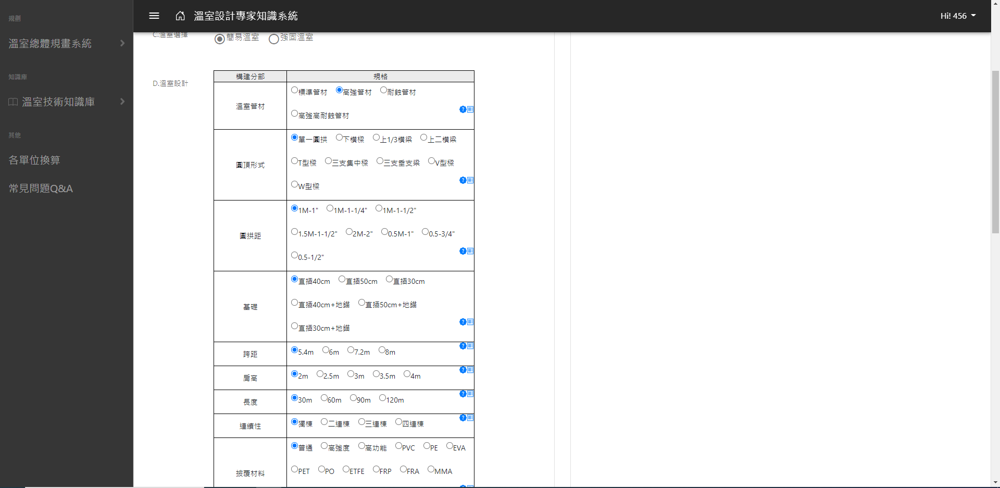 規劃
溫室總體規畫系統
知識庫
溫室技術知識庫
其他
各單位換算
常見問題Q&A
溫室設計專家知識系統
Hi! 456
C.溫室選擇
簡易溫室 強固溫室
D.溫室設計
構建分部 規格
溫室管材
標準管材 高強管材 耐蝕管材
高強高耐蝕管材
圓頂形式
單一圓拱 下橫樑 上1/3橫梁 上二橫梁
T型樑 三支集中樑 三支垂支梁 V型樑
W型樑
圓拱距
1M-1" 1M-1-1/4" 1M-1-1/2"
1.5M-1-1/2" 2M-2" 0.5M-1" 0.5-3/4"
0.5-1/2"
基礎
直插40cm 直插50cm 直插30cm
直插40cm+地錨 直插50cm+地錨
直插30cm+地錨
跨距
5.4m 6m 7.2m 8m
肩高
2m 2.5m 3m 3.5m 4m
長度
30m 60m 90m 120m
連續性
獨棟 二連棟 三連棟 四連棟
披覆材料
普通 高強度 高功能 PVC PE EVA
PET PO ETFE FRP FRA MMA